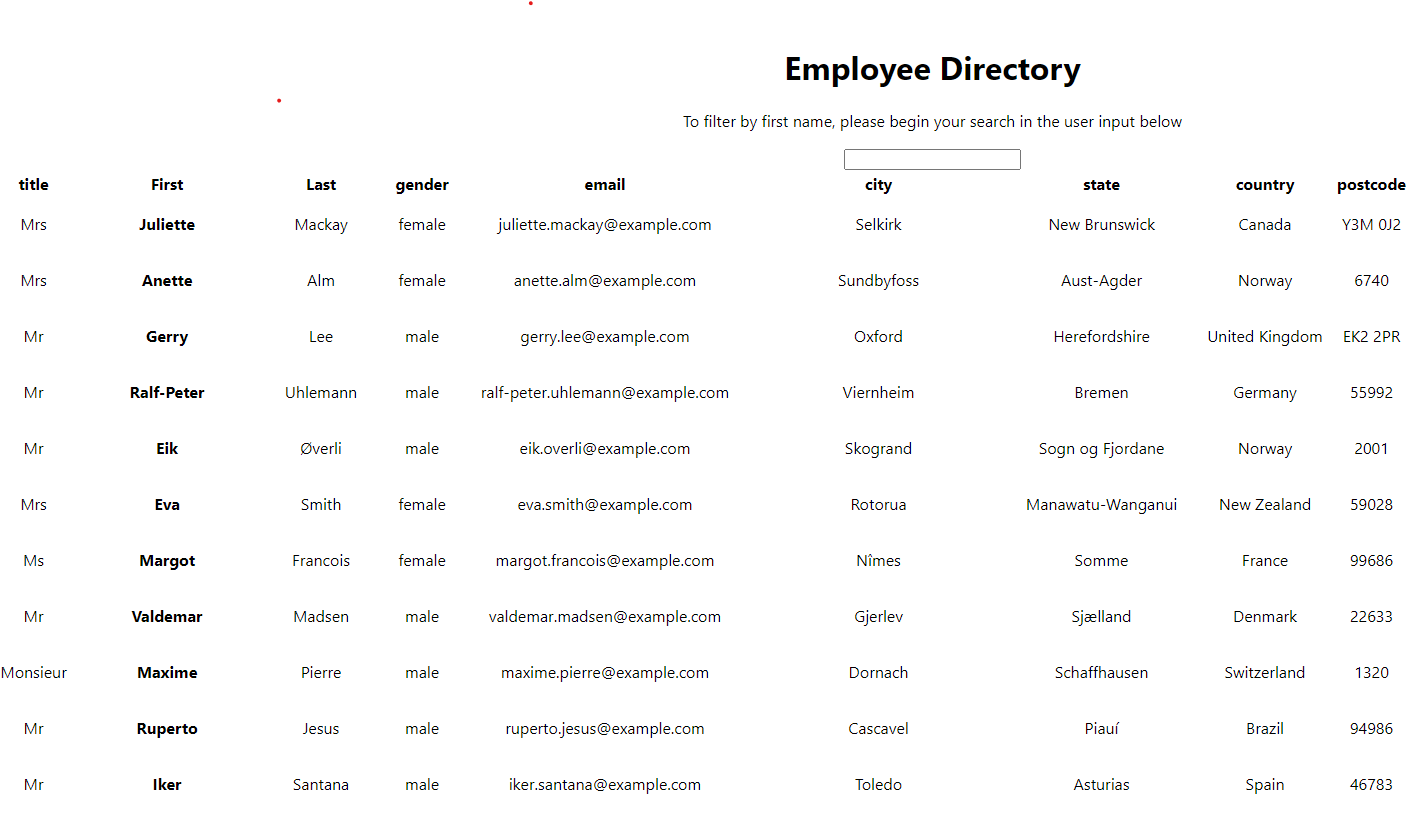 Employee Directory
To filter by first name, please begin your search in the user input below
title First Last gender email city state country postcode
Mrs Juliette Mackay female juliette.mackay@example.com Selkirk New Brunswick Canada Y3M 0J2
Mrs Anette Alm female anette.alm@example.com Sundbyfoss Aust-Agder Norway 6740
Mr Gerry Lee male gerry.lee@example.com Oxford Herefordshire United Kingdom EK2 2PR
Mr Ralf-Peter Uhlemann male ralf-peter.uhlemann@example.com Viernheim Bremen Germany 55992
Mr Eik Øverli male eik.overli@example.com Skogrand Sogn og Fjordane Norway 2001
Mrs Eva Smith female eva.smith@example.com Rotorua Manawatu-Wanganui New Zealand 59028
Ms Margot Francois female margot.francois@example.com Nîmes Somme France 99686
Mr Valdemar Madsen male valdemar.madsen@example.com Gjerlev Sjælland Denmark 22633
Monsieur Maxime Pierre male maxime.pierre@example.com Dornach Schaffhausen Switzerland 1320
Mr Ruperto Jesus male ruperto.jesus@example.com Cascavel Piauí Brazil 94986
Mr Iker Santana male iker.santana@example.com Toledo Asturias Spain 46783